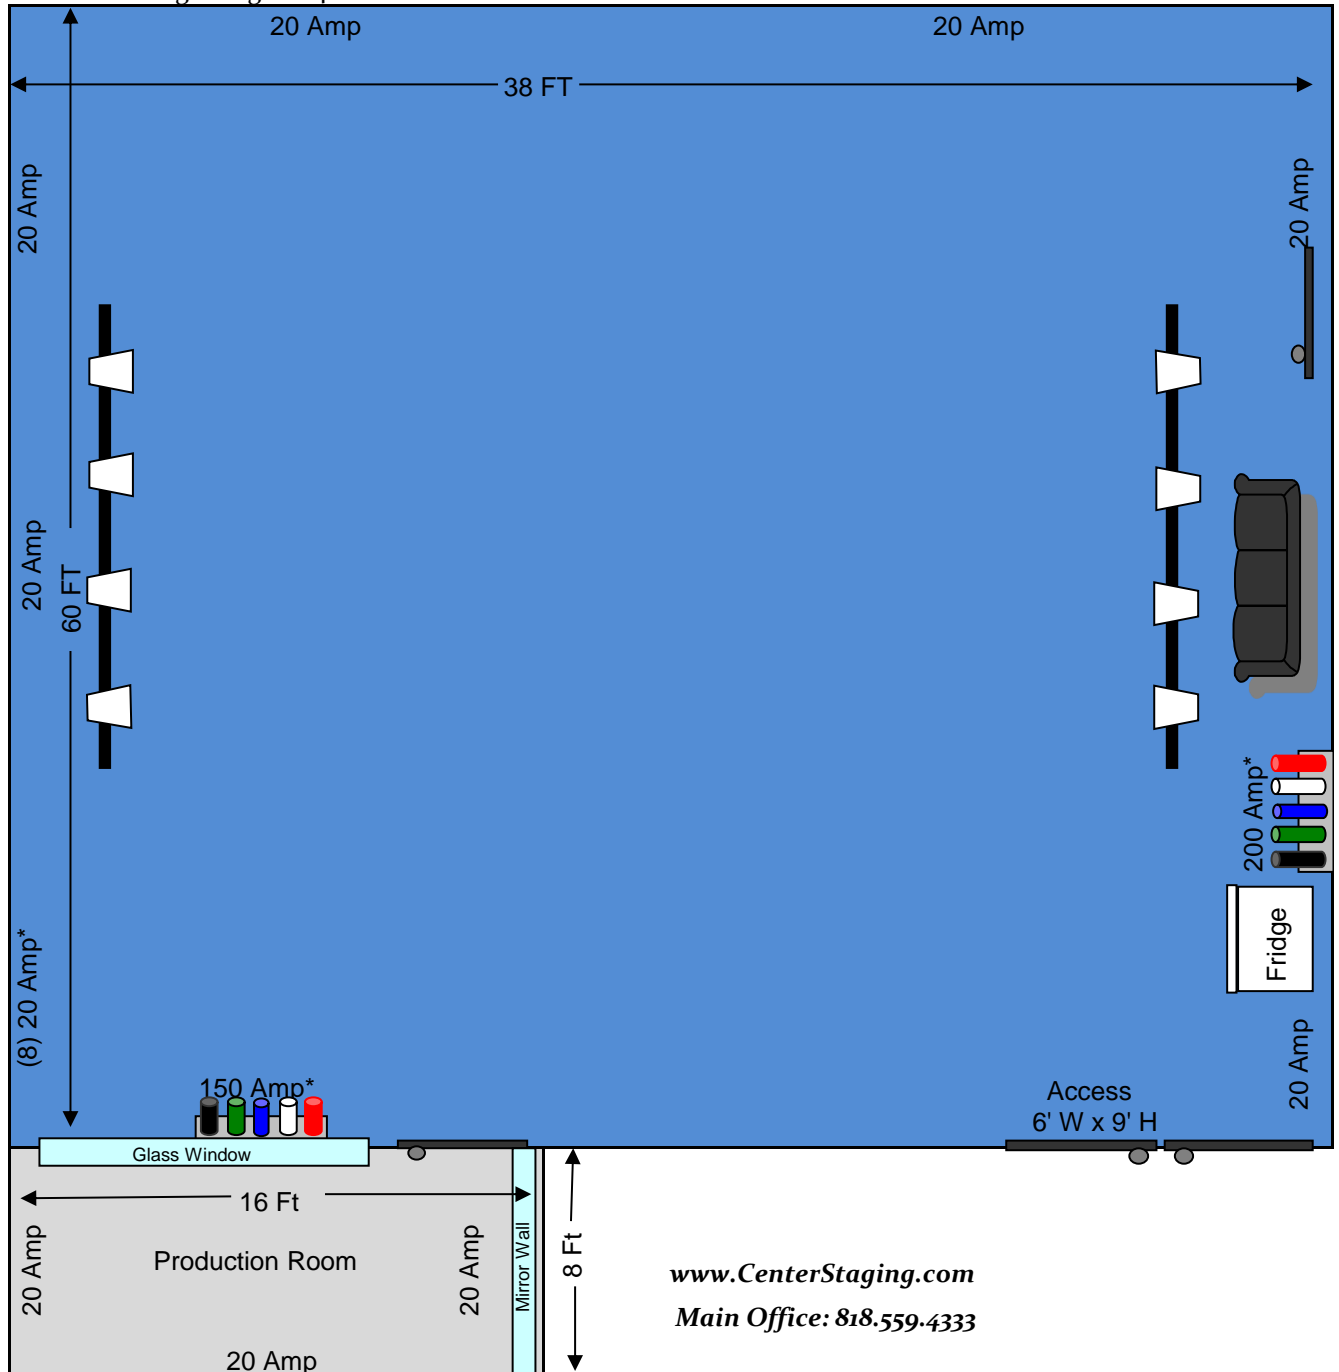 20 Amp
20 Amp
38 FT
20 Amp
20 Amp
20 Amp
60 FT
200 Amp*
Fridge
(8) 20 Amp*
20 Amp
150 Amp*
Access
6' W x 9' H
Glass Window
16 Ft
20 Amp
Production Room
20 Amp
Mirror Wall
8 Ft
www.CenterStaging.com
Main Office: 818.559.4333
20 Amp